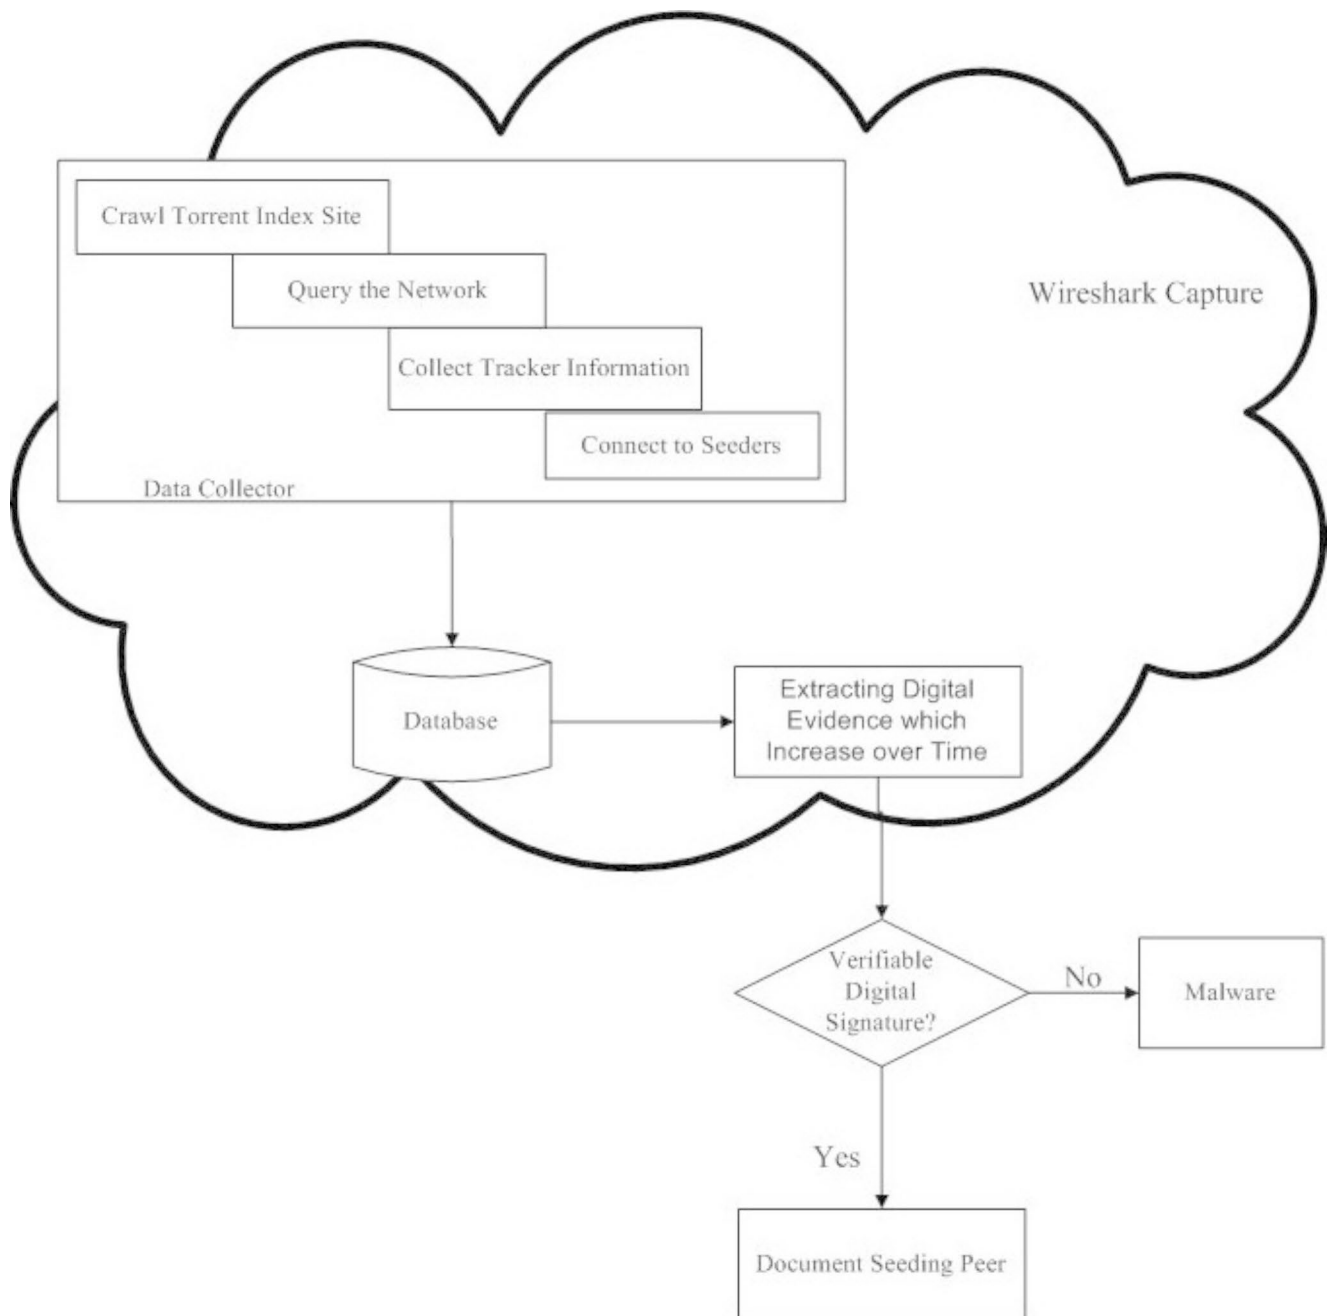 Crawl Torrent Index Site
Query the Network
Wireshark Capture
Collect Tracker Information
Connect to Seeders
Data Collector
Database
Extracting Digital
Evidence which
Increase over Time
Verifiable
Digital
Signature?
No
Malware
Yes
Document Seeding Peer